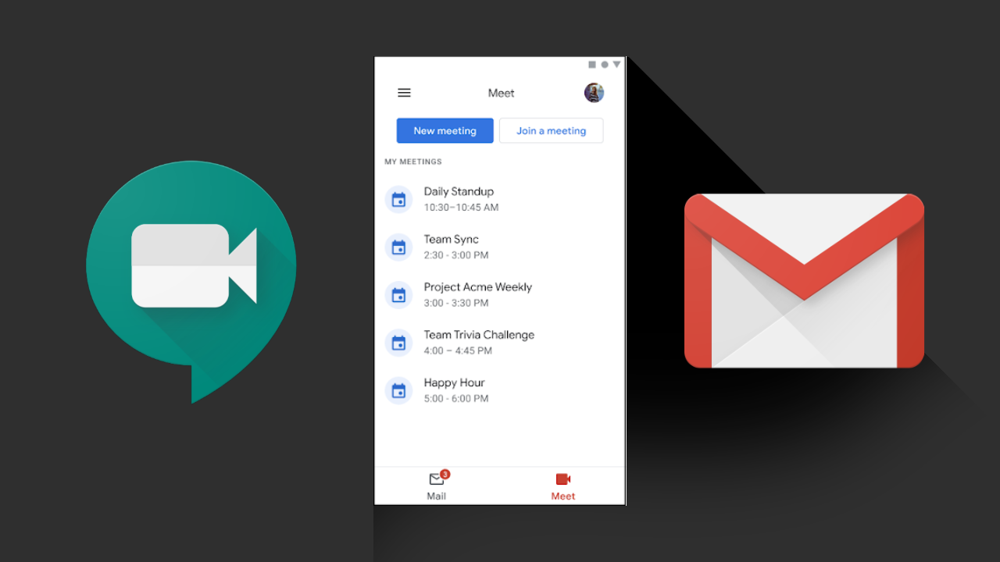 Meet
New meeting
Join a meeting
MY MEETINGS
Daily Standup
10:30–10:45 AM
Team Sync
2:30 - 3:00 PM
Project Acme Weekly
3:00 - 3:30 PM
Team Trivia Challenge
4:00 – 4:45 PM
Happy Hour
5:00 - 6:00 PM
3
Mail
Meet